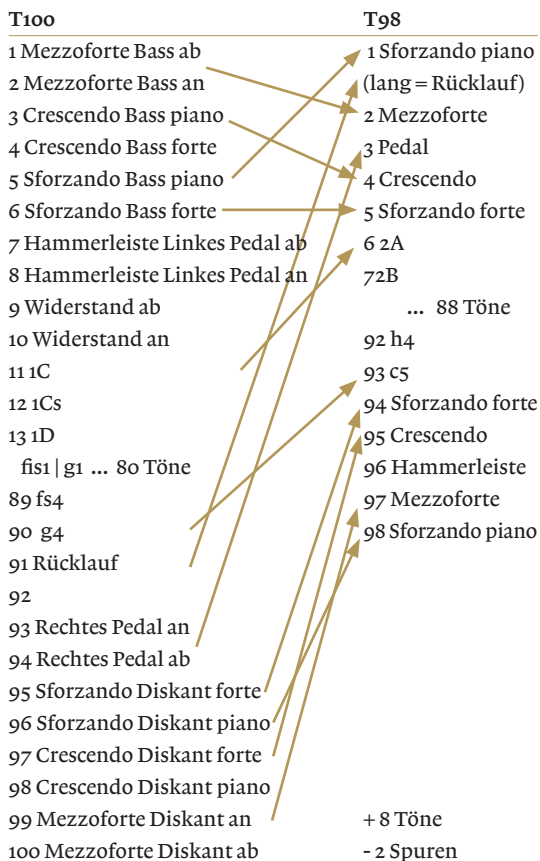 T100 T98
1 Mezzoforte Bass ab 1 Sforzando piano
2 Mezzoforte Bass an (lang = Rücklauf)
3 Crescendo Bass piano 2 Mezzoforte
4 Crescendo Bass forte 3 Pedal
5 Sforzando Bass piano 4 Crescendo
6 Sforzando Bass forte 5 Sforzando forte
7 Hammerleiste Linkes Pedal ab 6 2A
8 Hammerleiste Linkes Pedal an 72B
9 Widerstand ab ... 88 Töne
10 Widerstand an 92 h4
11 1C 93 c5
12 1Cs 94 Sforzando forte
13 1D 95 Crescendo
fis1 | g1 ... 80 Töne 96 Hammerleiste
89 fs4 97 Mezzoforte
90 g4 98 Sforzando piano
91 Rücklauf
92
93 Rechtes Pedal an
94 Rechtes Pedal ab
95 Sforzando Diskant forte
96 Sforzando Diskant piano
97 Crescendo Diskant forte
98 Crescendo Diskant piano
99 Mezzoforte Diskant an + 8 Töne
100 Mezzoforte Diskant ab - 2 Spuren